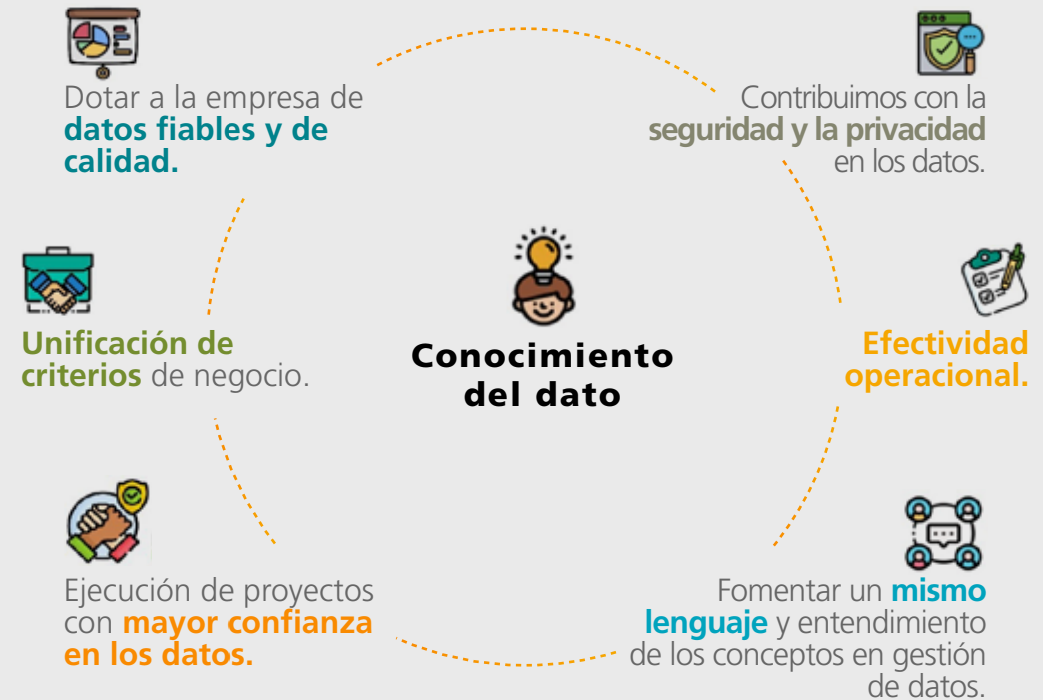 Dotar a la empresa de
datos fiables y de
calidad.
Contribuimos con la
seguridad y la privacidad
en los datos.
Unificación de
criterios de negocio.
Conocimiento
del dato
Efectividad
operacional.
Ejecución de proyectos
con mayor confianza
en los datos.
Fomentar un mismo
lenguaje y entendimiento
de los conceptos en gestión
de datos.